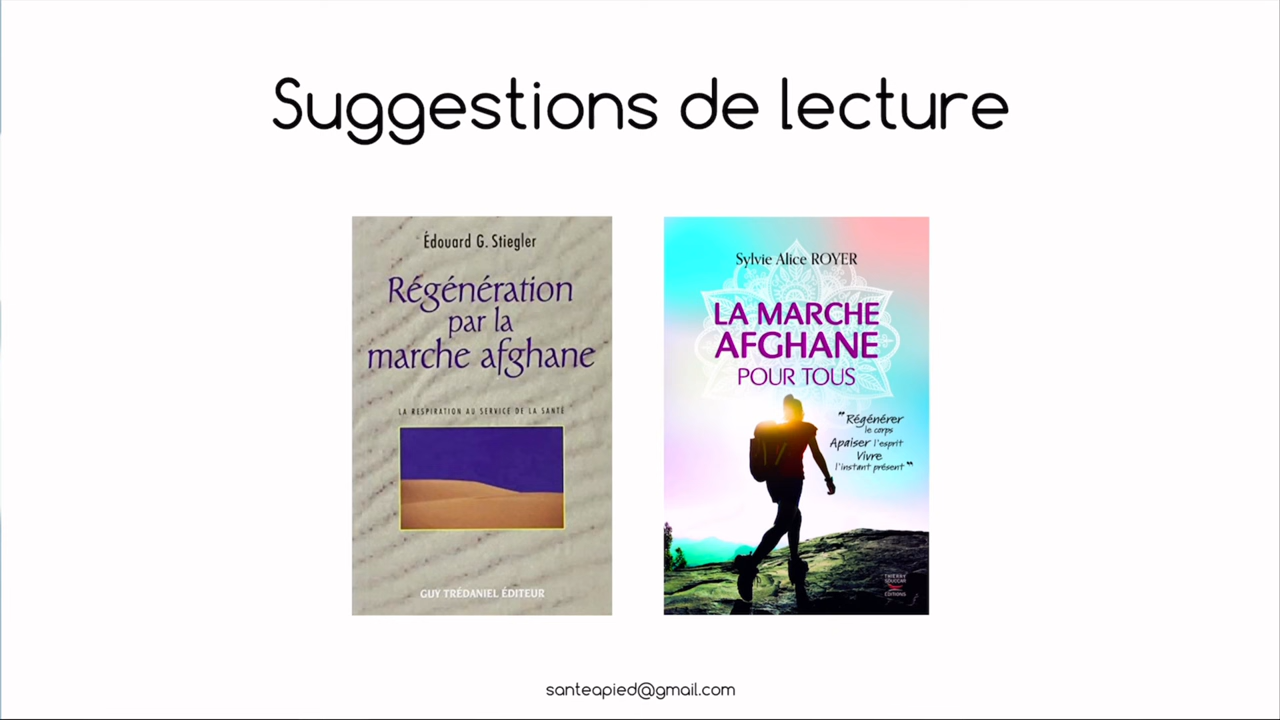 Suggestions de lecture
Édouard G. Stiegler
Régénération
par la
marche afghane
LA RESPIRATION AU SERVICE DE LA SANTÉ
GUY TRÉDANIEL ÉDITEUR
Sylvie Alice ROYER
LA MARCHE
AFGHANE
POUR TOUS
"Régénérer
le corps
Apaiser l'esprit
Vivre
l'instant présent"
THIERRY
SOUCCAR
ÉDITIONS
santeapied@gmail.com